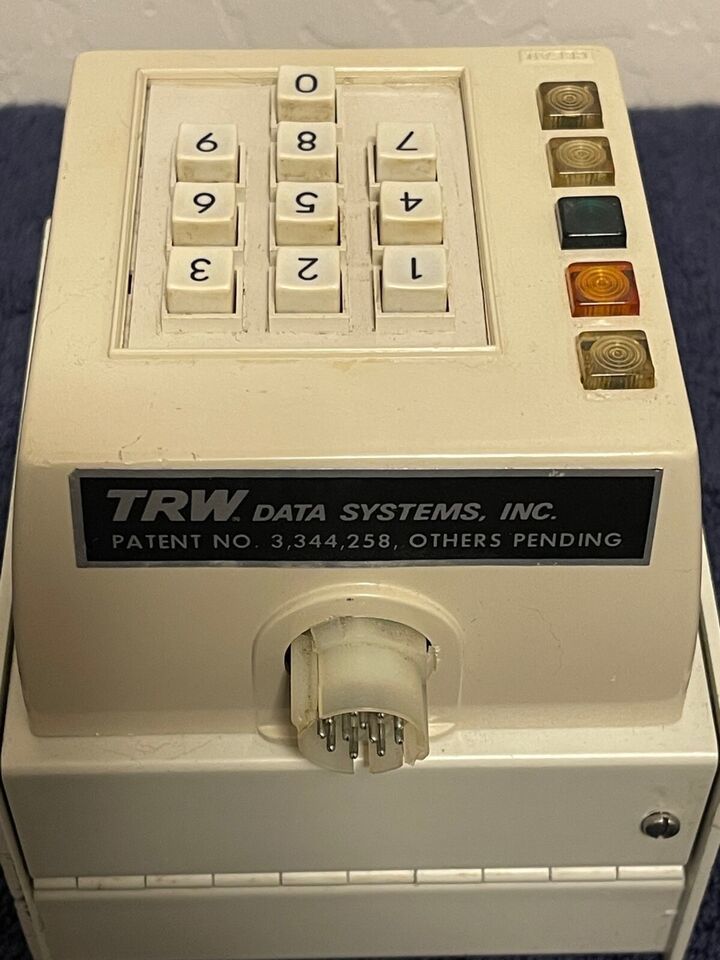 0
9 8 7
6 5 4
3 2 1
TRW DATA SYSTEMS, INC.
PATENT NO. 3,344,258, OTHERS PENDING